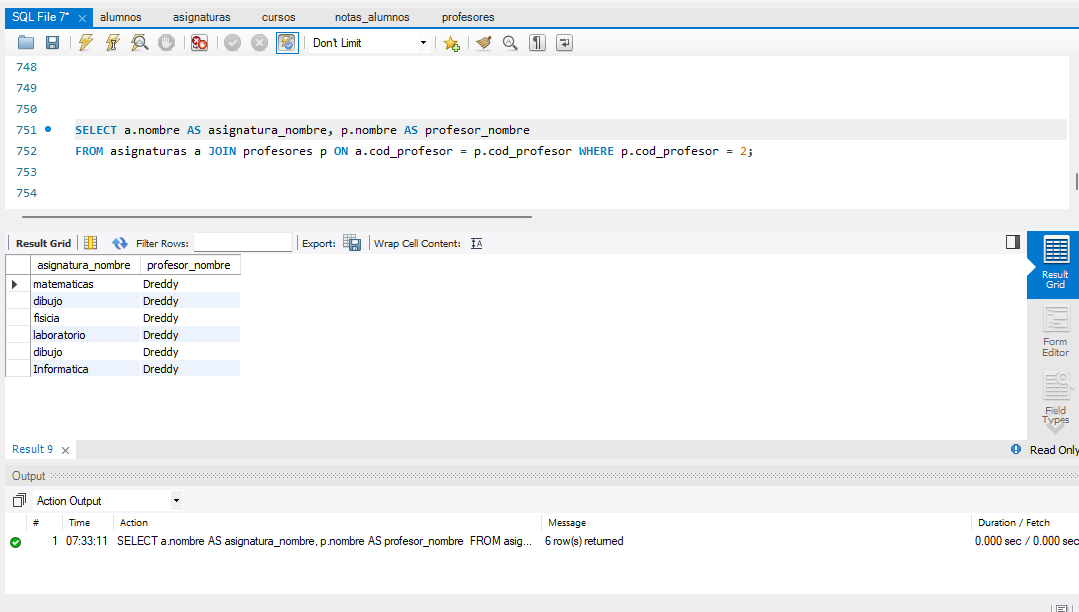 SQL File 7* alumnos asignaturas cursos notas_alumnos profesores
Don't Limit
748
749
750
751 SELECT a.nombre AS asignatura_nombre, p.nombre AS profesor_nombre
752 FROM asignaturas a JOIN profesores p ON a.cod_profesor = p.cod_profesor WHERE p.cod_profesor = 2;
753
754
Result Grid Filter Rows: Export: Wrap Cell Content:
asignatura_nombre profesor_nombre
matematicas Dreddy
dibujo Dreddy
fisicia Dreddy
laboratorio Dreddy
dibujo Dreddy
Informatica Dreddy
Result
Grid
Form
Editor
Field
Types
Result 9 Read Only
Output
Action Output
# Time Action Message Duration / Fetch
1 07:33:11 SELECT a.nombre AS asignatura_nombre, p.nombre AS profesor_nombre FROM asig... 6 row(s) returned 0.000 sec / 0.000 sec